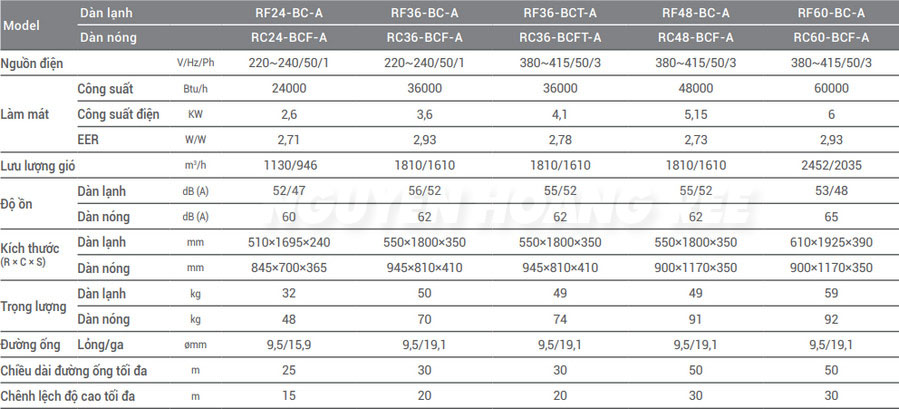 Model Dàn lạnh RF24-BC-A RF36-BC-A RF36-BCT-A RF48-BC-A RF60-BC-A
Dàn nóng RC24-BCF-A RC36-BCF-A RC36-BCFT-A RC48-BCF-A RC60-BCF-A
Nguồn điện V/Hz/Ph 220~240/50/1 220~240/50/1 380~415/50/3 380~415/50/3 380~415/50/3
Làm mát Công suất Btu/h 24000 36000 36000 48000 60000
Công suất điện KW 2,6 3,6 4,1 5,15 6
EER W/W 2,71 2,93 2,78 2,73 2,93
Lưu lượng gió m³/h 1130/946 1810/1610 1810/1610 1810/1610 2452/2035
Độ ồn Dàn lạnh dB (A) 52/47 56/52 55/52 55/52 53/48
Dàn nóng dB (A) 60 62 62 62 65
NGUYEN HOANG KEE
Kích thước (R × C × S) Dàn lạnh mm 510×1695×240 550×1800×350 550×1800×350 550×1800×350 610×1925×390
Dàn nóng mm 845×700×365 945×810×410 945×810×410 900×1170×350 900×1170×350
Trọng lượng Dàn lạnh kg 32 50 49 49 59
Dàn nóng kg 48 70 74 91 92
Đường ống Lỏng/ga ømm 9,5/15,9 9,5/19,1 9,5/19,1 9,5/19,1 9,5/19,1
Chiều dài đường ống tối đa m 25 30 30 50 50
Chênh lệch độ cao tối đa m 15 20 20 30 30